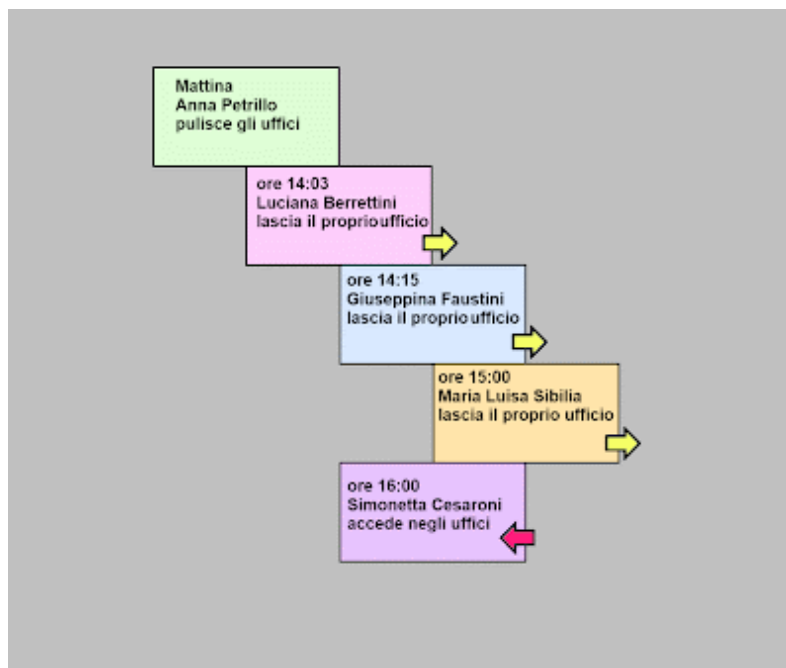 Mattina
Anna Petrillo
pulisce gli uffici
ore 14:03
Luciana Berrettini
lascia il proprio ufficio
ore 14:15
Giuseppina Faustini
lascia il proprio ufficio
ore 15:00
Maria Luisa Sibilia
lascia il proprio ufficio
ore 16:00
Simonetta Cesaroni
accede negli uffici